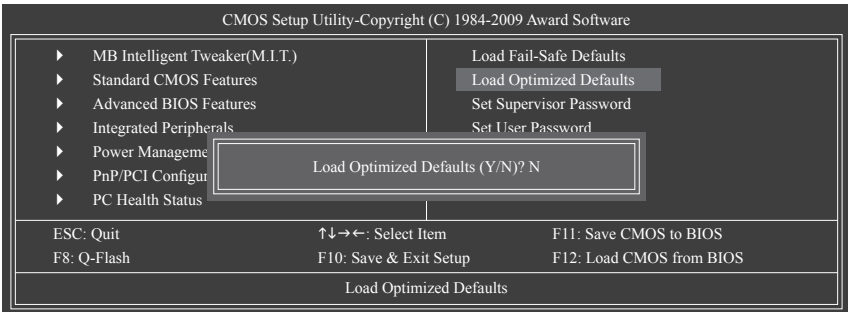 CMOS Setup Utility-Copyright (C) 1984-2009 Award Software
MB Intelligent Tweaker(M.I.T.)
Standard CMOS Features
Advanced BIOS Features
Integrated Peripherals
Power Manageme
PnP/PCI Configur
PC Health Status
Load Fail-Safe Defaults
Load Optimized Defaults
Set Supervisor Password
Set User Password
Load Optimized Defaults (Y/N)? N
ESC: Quit ↑↓→←: Select Item F11: Save CMOS to BIOS
F8: Q-Flash F10: Save & Exit Setup F12: Load CMOS from BIOS
Load Optimized Defaults